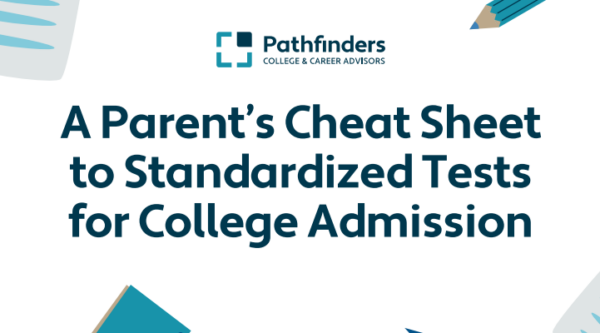 Pathfinders
COLLEGE & CAREER ADVISORS
A Parent’s Cheat Sheet
to Standardized Tests
for College Admission